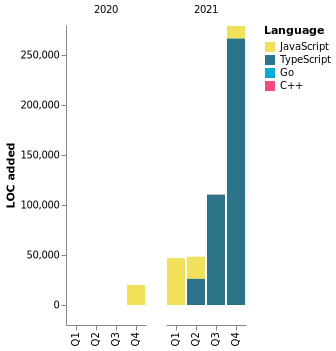 2020 2021
Language
JavaScript
TypeScript
Go
C++
LOC added
250,000
200,000
150,000
100,000
50,000
0
Q1 Q2 Q3 Q4 Q1 Q2 Q3 Q4